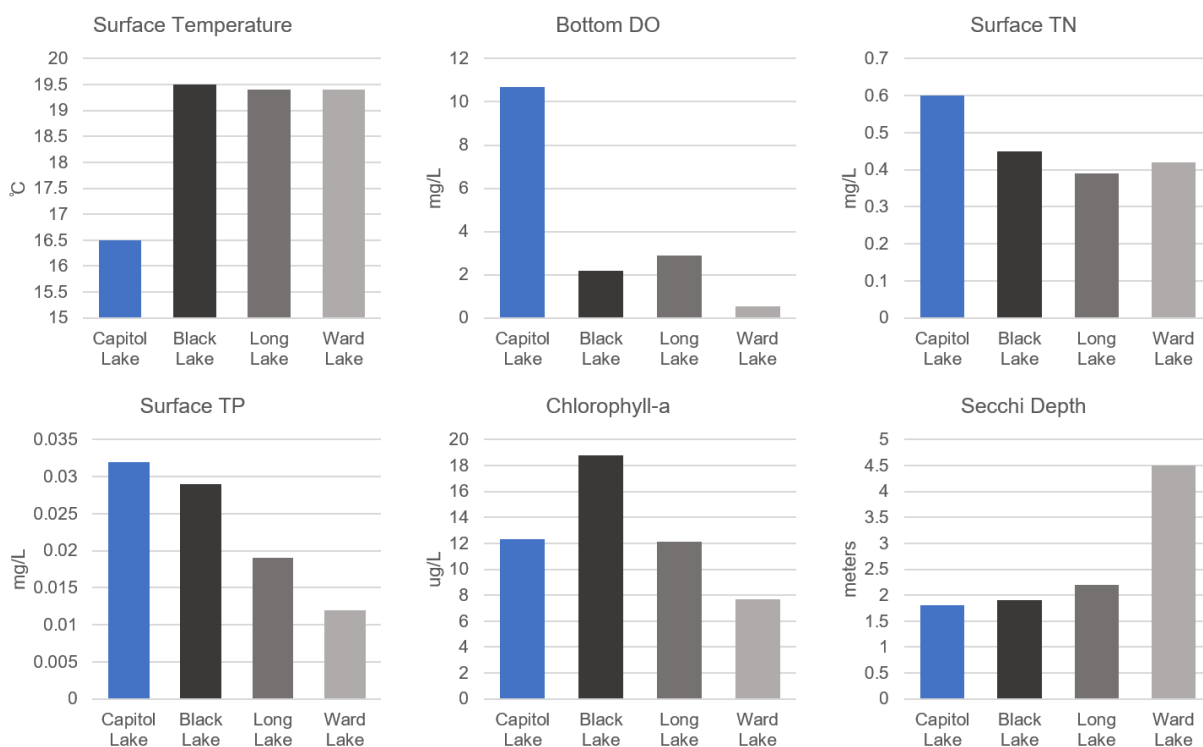 Surface Temperature
20
19.5
19
18.5
18
17.5
17
16.5
16
15.5
15
℃
Capitol Lake
Black Lake
Long Lake
Ward Lake
Bottom DO
12
10
8
6
4
2
0
mg/L
Capitol Lake
Black Lake
Long Lake
Ward Lake
Surface TN
0.7
0.6
0.5
0.4
0.3
0.2
0.1
0
mg/L
Capitol Lake
Black Lake
Long Lake
Ward Lake
Surface TP
0.035
0.03
0.025
0.02
0.015
0.01
0.005
0
mg/L
Capitol Lake
Black Lake
Long Lake
Ward Lake
Chlorophyll-a
20
18
16
14
12
10
8
6
4
2
0
ug/L
Capitol Lake
Black Lake
Long Lake
Ward Lake
Secchi Depth
5
4.5
4
3.5
3
2.5
2
1.5
1
0.5
0
meters
Capitol Lake
Black Lake
Long Lake
Ward Lake